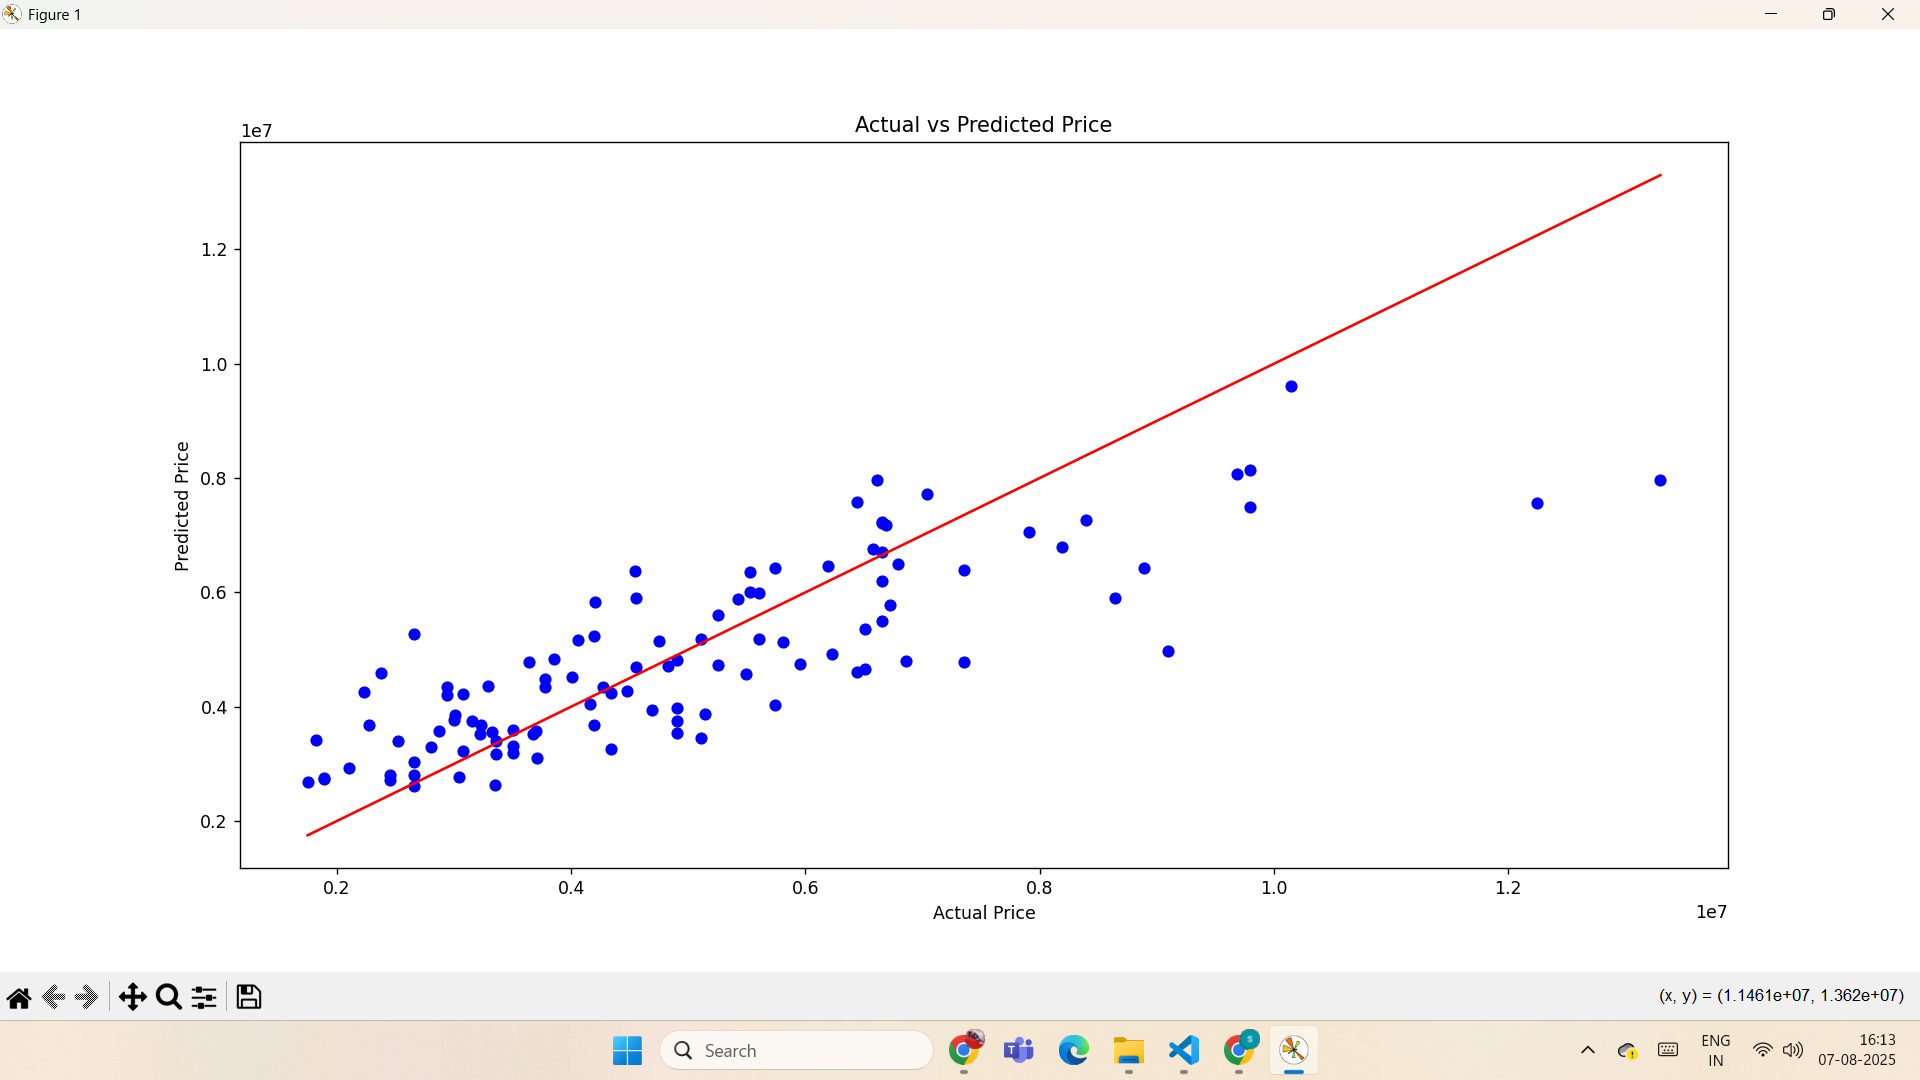 Figure 1
Actual vs Predicted Price
1e7
1.2
1.0
0.8
0.6
0.4
0.2
Predicted Price
0.2 0.4 0.6 0.8 1.0 1.2
Actual Price
1e7
(x, y) = (1.1461e+07, 1.362e+07)
Search
S
ENG
IN
16:13
07-08-2025